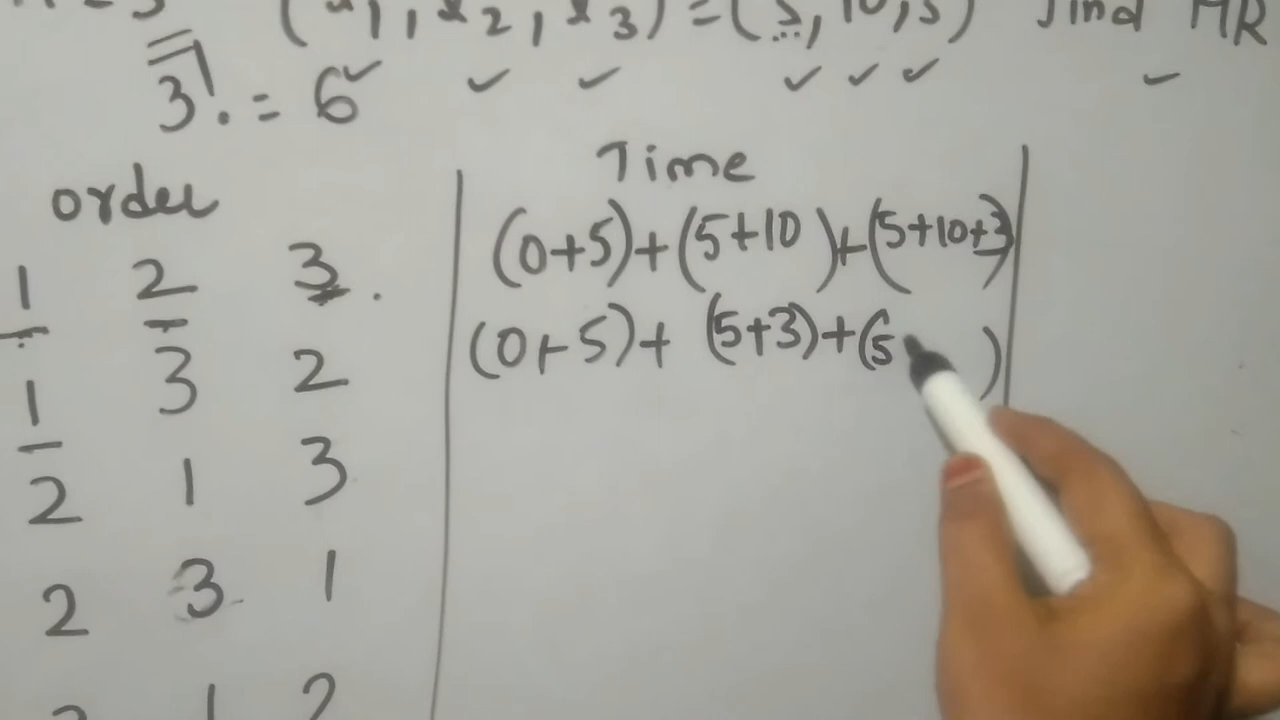 (x1, x2, x3) = (5, 10, 3) find MR
3! = 6 ✓ ✓ ✓ ✓ ✓ ✓ ✓
order Time
1 2 3. (0+5)+(5+10)+(5+10+3)
1 3 2 (0+5)+ (5+3)+(5 )
2 1 3
2 3 1
1 2